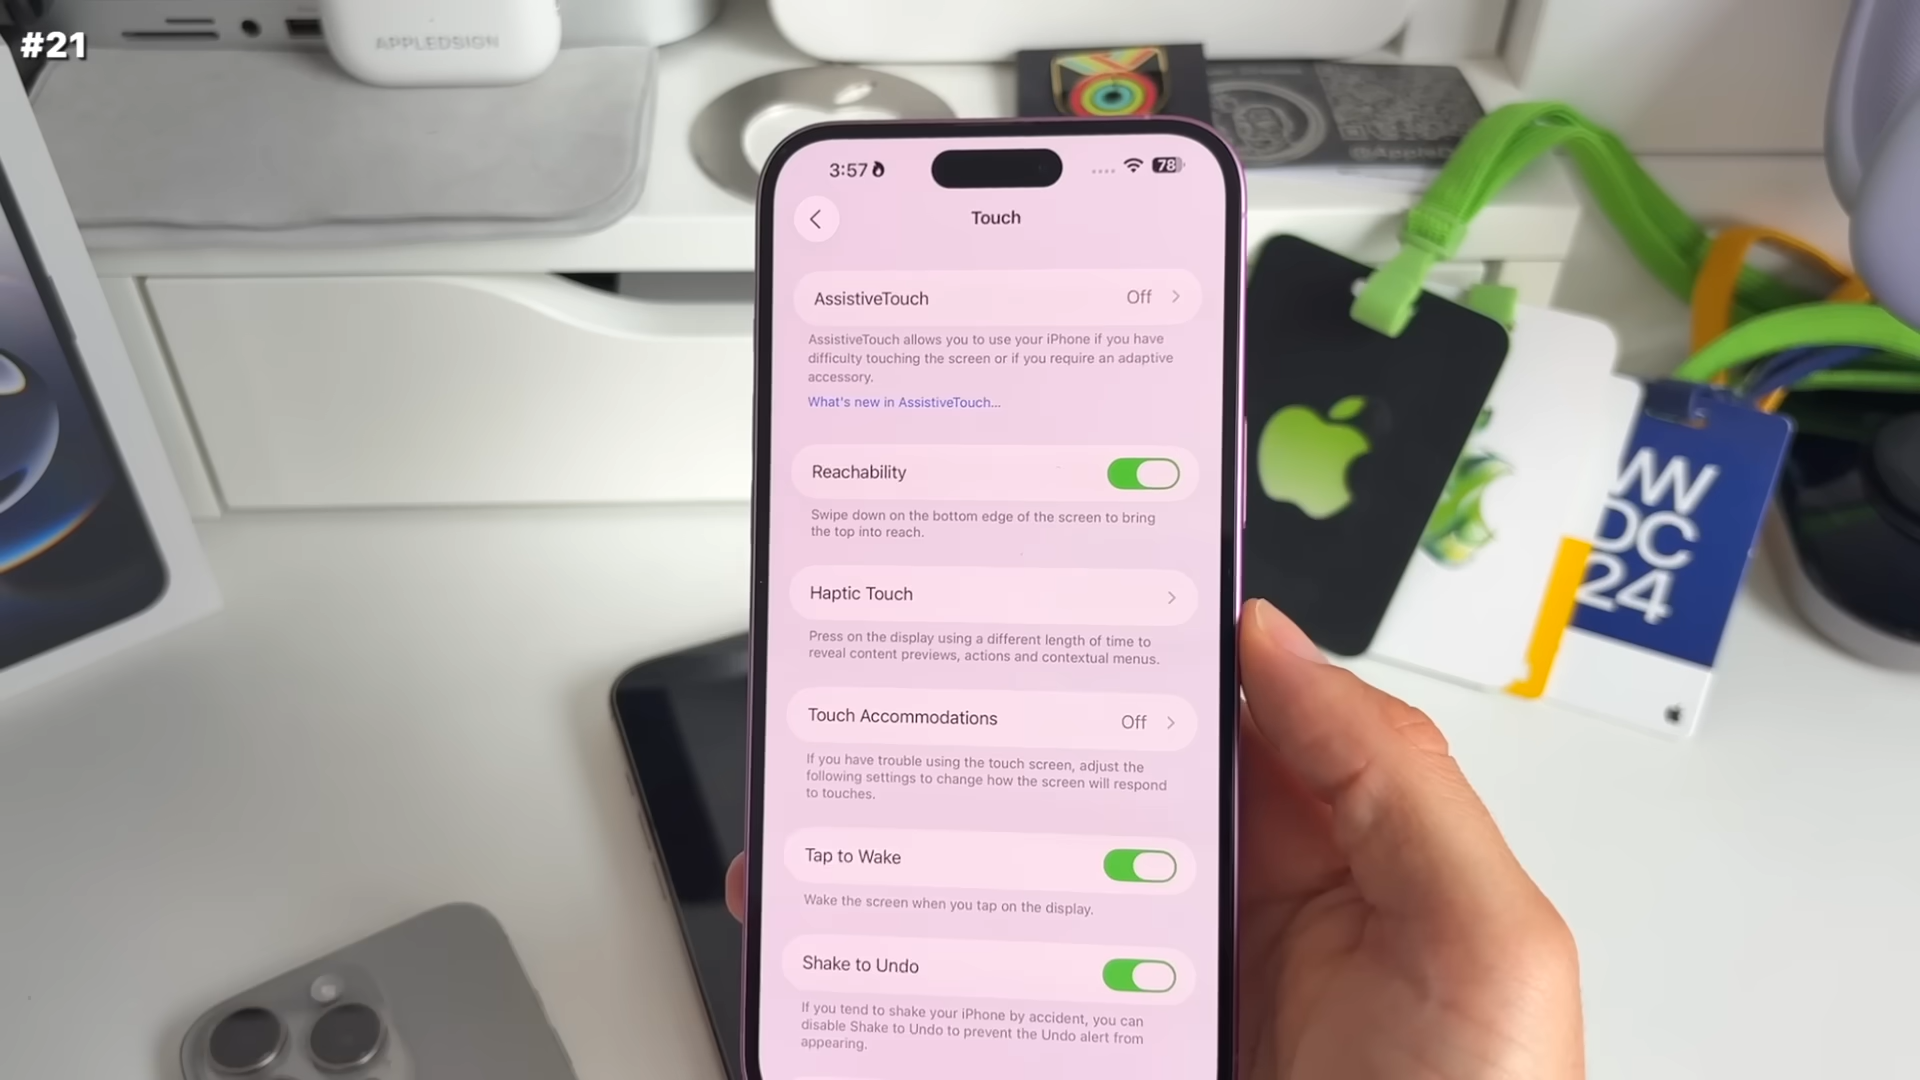 #21
APPLEDSIGN
3:57
78
Touch
AssistiveTouch
Off
AssistiveTouch allows you to use your iPhone if you have
difficulty touching the screen or if you require an adaptive
accessory.
What's new in AssistiveTouch...
Reachability
Swipe down on the bottom edge of the screen to bring
the top into reach.
Haptic Touch
Press on the display using a different length of time to
reveal content previews, actions and contextual menus.
Touch Accommodations
Off
If you have trouble using the touch screen, adjust the
following settings to change how the screen will respond
to touches.
Tap to Wake
Wake the screen when you tap on the display.
Shake to Undo
If you tend to shake your iPhone by accident, you can
disable Shake to Undo to prevent the Undo alert from
appearing.
WW
DC
24